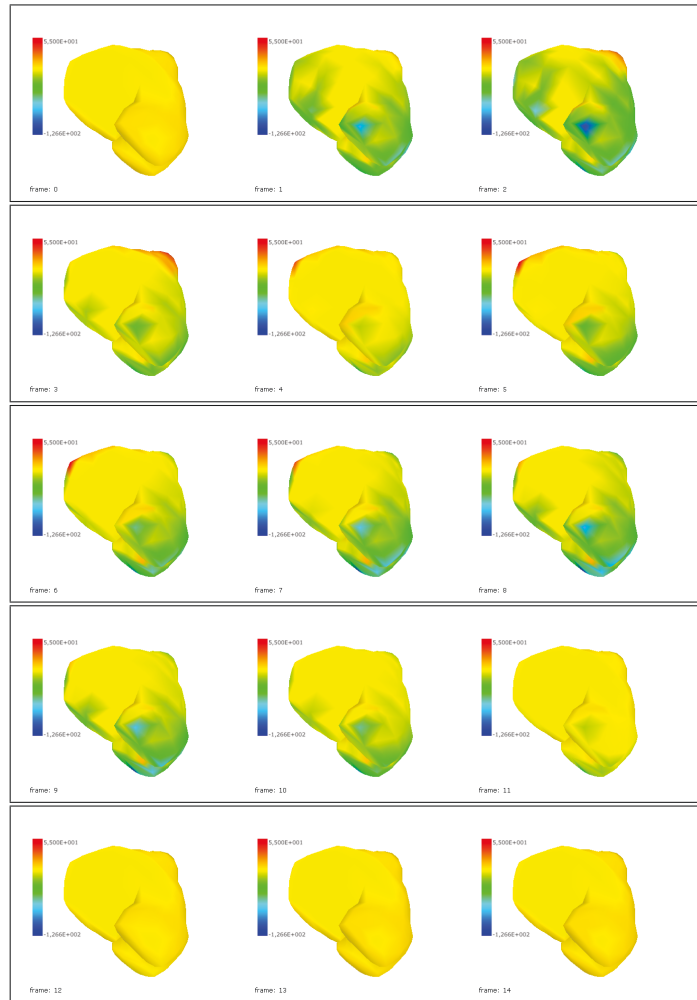 5,500E+001
-1,266E+002
frame: 0
5,500E+001
-1,266E+002
frame: 1
5,500E+001
-1,266E+002
frame: 2
5,500E+001
-1,266E+002
frame: 3
5,500E+001
-1,266E+002
frame: 4
5,500E+001
-1,266E+002
frame: 5
5,500E+001
-1,266E+002
frame: 6
5,500E+001
-1,266E+002
frame: 7
5,500E+001
-1,266E+002
frame: 8
5,500E+001
-1,266E+002
frame: 9
5,500E+001
-1,266E+002
frame: 10
5,500E+001
-1,266E+002
frame: 11
5,500E+001
-1,266E+002
frame: 12
5,500E+001
-1,266E+002
frame: 13
5,500E+001
-1,266E+002
frame: 14